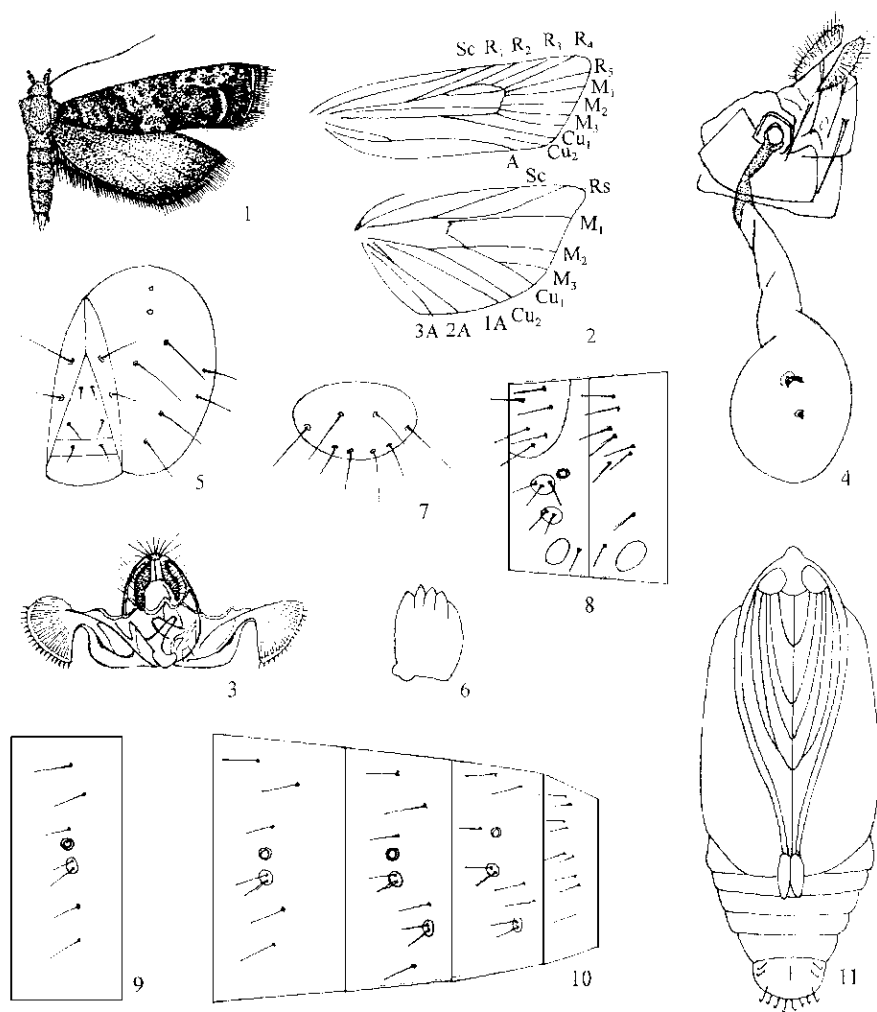 Sc R₁ R₂ R₃ R₄
R₅
M₁
M₂
M₃
Cu₁
Cu₂
A
1
Sc
Rs
M₁
M₂
M₃
Cu₁
Cu₂
1A
2A
3A
2
4
5
7
8
3
6
9
10
11